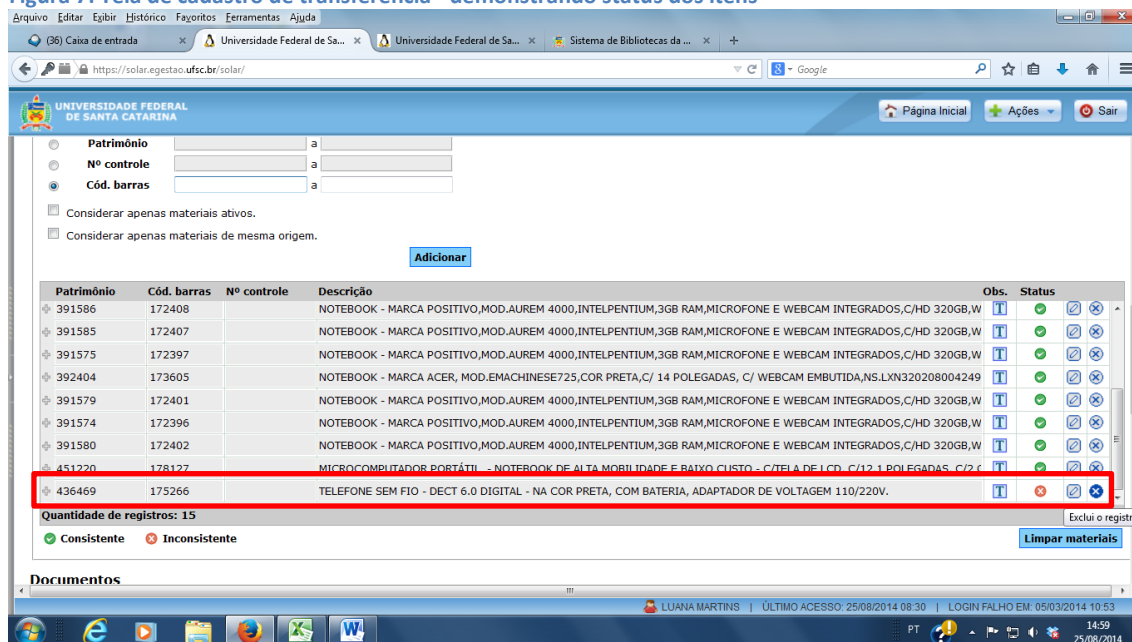 Figura 7: Tela de cadastro de transferência - demonstrando status dos itens
Arquivo Editar Exibir Histórico Favoritos Ferramentas Ajuda
(36) Caixa de entrada × Universidade Federal de Sa... × Universidade Federal de Sa... × Sistema de Bibliotecas da ... × +
https://solar.egestao.ufsc.br/solar/ Google
UNIVERSIDADE FEDERAL
DE SANTA CATARINA
Página Inicial Ações Sair
Patrimônio a
Nº controle a
Cód. barras a
Considerar apenas materiais ativos.
Considerar apenas materiais de mesma origem.
Adicionar
Patrimônio Cód. barras Nº controle Descrição Obs. Status
391586 172408 NOTEBOOK - MARCA POSITIVO,MOD.AUREM 4000,INTELPENTIUM,3GB RAM,MICROFONE E WEBCAM INTEGRADOS,C/HD 320GB,W T
391585 172407 NOTEBOOK - MARCA POSITIVO,MOD.AUREM 4000,INTELPENTIUM,3GB RAM,MICROFONE E WEBCAM INTEGRADOS,C/HD 320GB,W T
391575 172397 NOTEBOOK - MARCA POSITIVO,MOD.AUREM 4000,INTELPENTIUM,3GB RAM,MICROFONE E WEBCAM INTEGRADOS,C/HD 320GB,W T
392404 173605 NOTEBOOK - MARCA ACER, MOD.EMACHINESE725,COR PRETA,C/ 14 POLEGADAS, C/ WEBCAM EMBUTIDA,NS.LXN320208004249 T
391579 172401 NOTEBOOK - MARCA POSITIVO,MOD.AUREM 4000,INTELPENTIUM,3GB RAM,MICROFONE E WEBCAM INTEGRADOS,C/HD 320GB,W T
391574 172396 NOTEBOOK - MARCA POSITIVO,MOD.AUREM 4000,INTELPENTIUM,3GB RAM,MICROFONE E WEBCAM INTEGRADOS,C/HD 320GB,W T
391580 172402 NOTEBOOK - MARCA POSITIVO,MOD.AUREM 4000,INTELPENTIUM,3GB RAM,MICROFONE E WEBCAM INTEGRADOS,C/HD 320GB,W T
451220 178127 MICROCOMPUTADOR PORTÁTIL - NOTEBOOK DE ALTA MOBILIDADE E BAIXO CUSTO - C/TELA DE LCD, C/12,1 POLEGADAS, C/2 T
436469 175266 TELEFONE SEM FIO - DECT 6.0 DIGITAL - NA COR PRETA, COM BATERIA, ADAPTADOR DE VOLTAGEM 110/220V. T
Quantidade de registros: 15 Exclui o registr
Consistente Inconsistente Limpar materiais
Documentos
LUANA MARTINS | ÚLTIMO ACESSO: 25/08/2014 08:30 | LOGIN FALHO EM: 05/03/2014 10:53
PT 14:59
25/08/2014